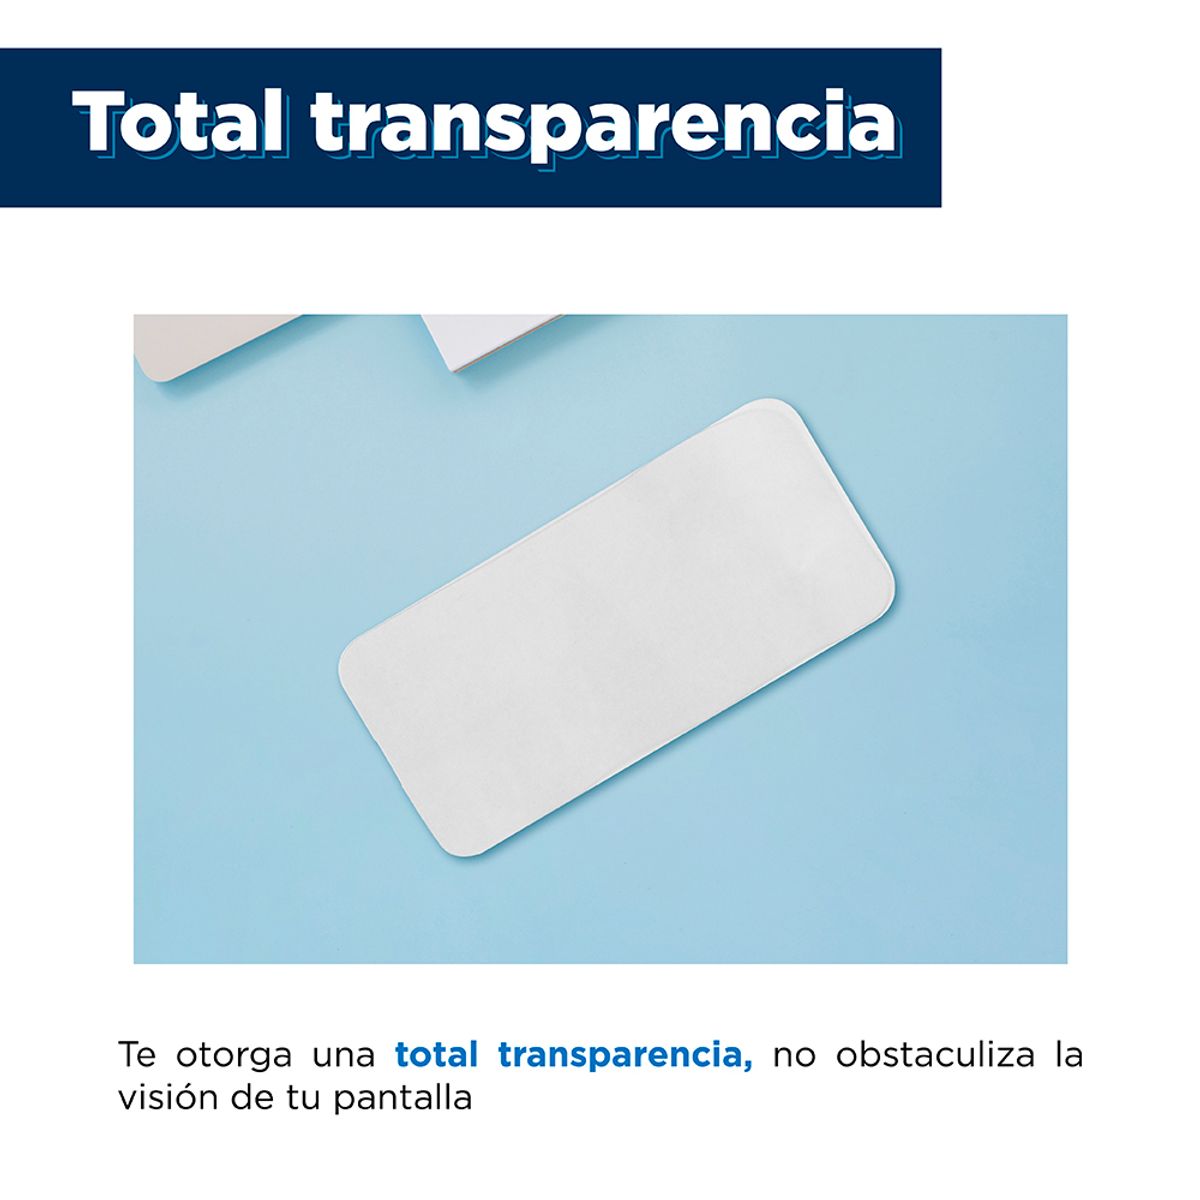 Total transparencia
Te otorga una total transparencia, no obstaculiza la
visión de tu pantalla